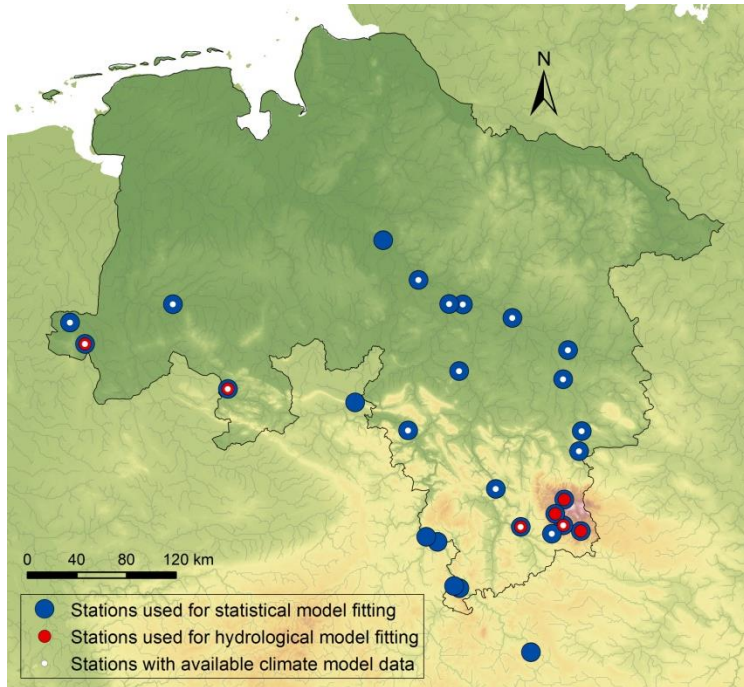 N
0 40 80 120 km
Stations used for statistical model fitting
Stations used for hydrological model fitting
Stations with available climate model data